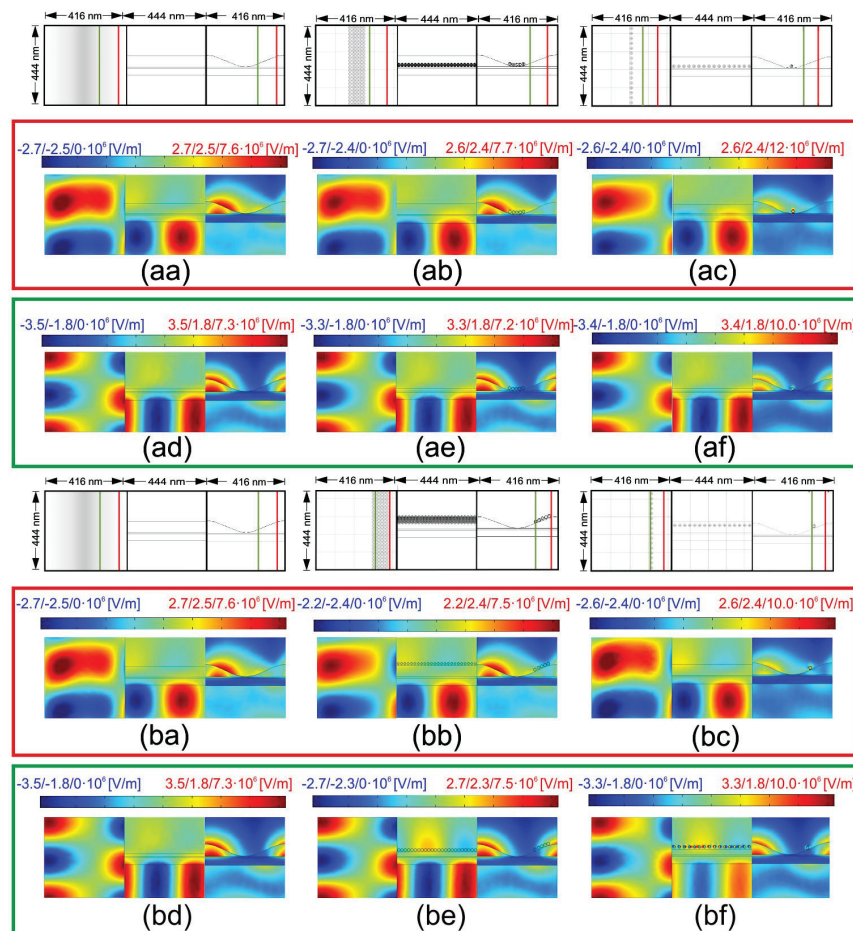 416 nm 444 nm 416 nm 416 nm 444 nm 416 nm 416 nm 444 nm 416 nm
444 nm 444 nm 444 nm
-2.7/-2.5/0·10⁶ [V/m] 2.7/2.5/7.6·10⁶ [V/m] -2.7/-2.4/0·10⁶ [V/m] 2.6/2.4/7.7·10⁶ [V/m] -2.6/-2.4/0·10⁶ [V/m] 2.6/2.4/12·10⁶ [V/m]
(aa) (ab) (ac)
-3.5/-1.8/0·10⁶ [V/m] 3.5/1.8/7.3·10⁶ [V/m] -3.3/-1.8/0·10⁶ [V/m] 3.3/1.8/7.2·10⁶ [V/m] -3.4/-1.8/0·10⁶ [V/m] 3.4/1.8/10.0·10⁶ [V/m]
(ad) (ae) (af)
416 nm 444 nm 416 nm 416 nm 444 nm 416 nm 416 nm 444 nm 416 nm
444 nm 444 nm 444 nm
-2.7/-2.5/0·10⁶ [V/m] 2.7/2.5/7.6·10⁶ [V/m] -2.2/-2.4/0·10⁶ [V/m] 2.2/2.4/7.5·10⁶ [V/m] -2.6/-2.4/0·10⁶ [V/m] 2.6/2.4/10.0·10⁶ [V/m]
(ba) (bb) (bc)
-3.5/-1.8/0·10⁶ [V/m] 3.5/1.8/7.3·10⁶ [V/m] -2.7/-2.3/0·10⁶ [V/m] 2.7/2.3/7.5·10⁶ [V/m] -3.3/-1.8/0·10⁶ [V/m] 3.3/1.8/10.0·10⁶ [V/m]
(bd) (be) (bf)